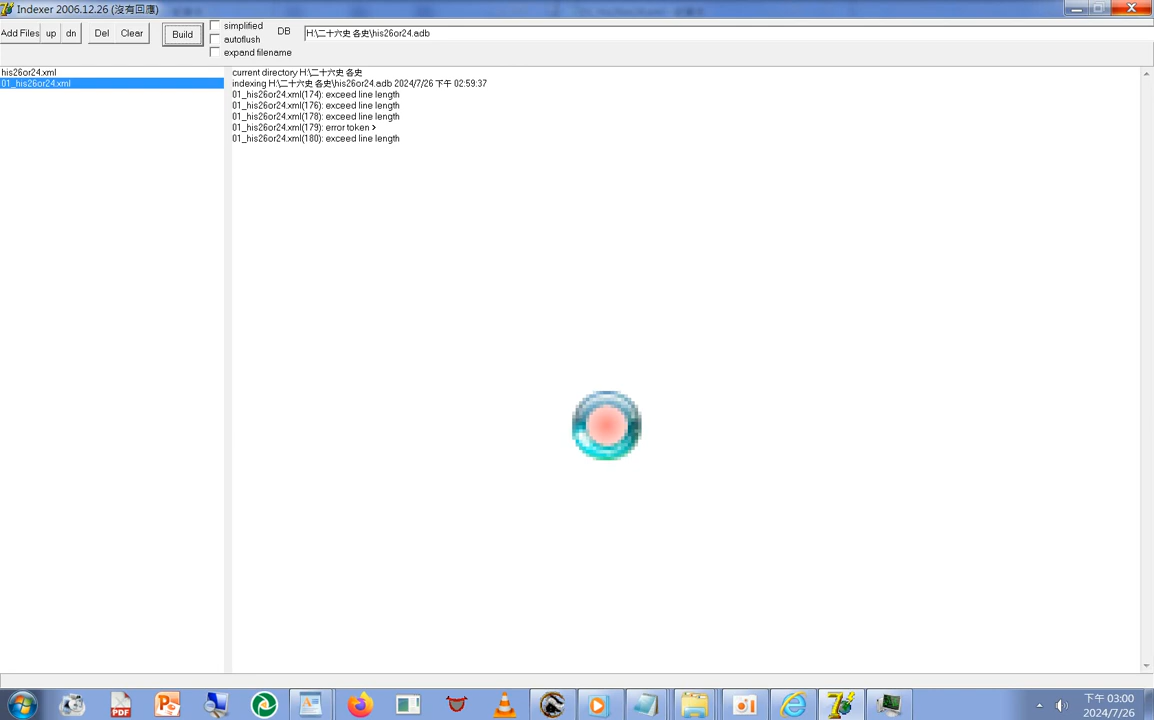 Indexer 2006.12.26 (沒有回應)
Add Files up dn Del Clear Build
simplified
autoflush
expand filename
DB H:\二十六史 各史\his26or24.adb
his26or24.xml
01_his26or24.xml
current directory H:\二十六史 各史
indexing H:\二十六史 各史\his26or24.adb 2024/7/26 下午 02:59:37
01_his26or24.xml(174): exceed line length
01_his26or24.xml(176): exceed line length
01_his26or24.xml(178): exceed line length
01_his26or24.xml(179): error token >
01_his26or24.xml(180): exceed line length
PDF
下午 03:00
2024/7/26